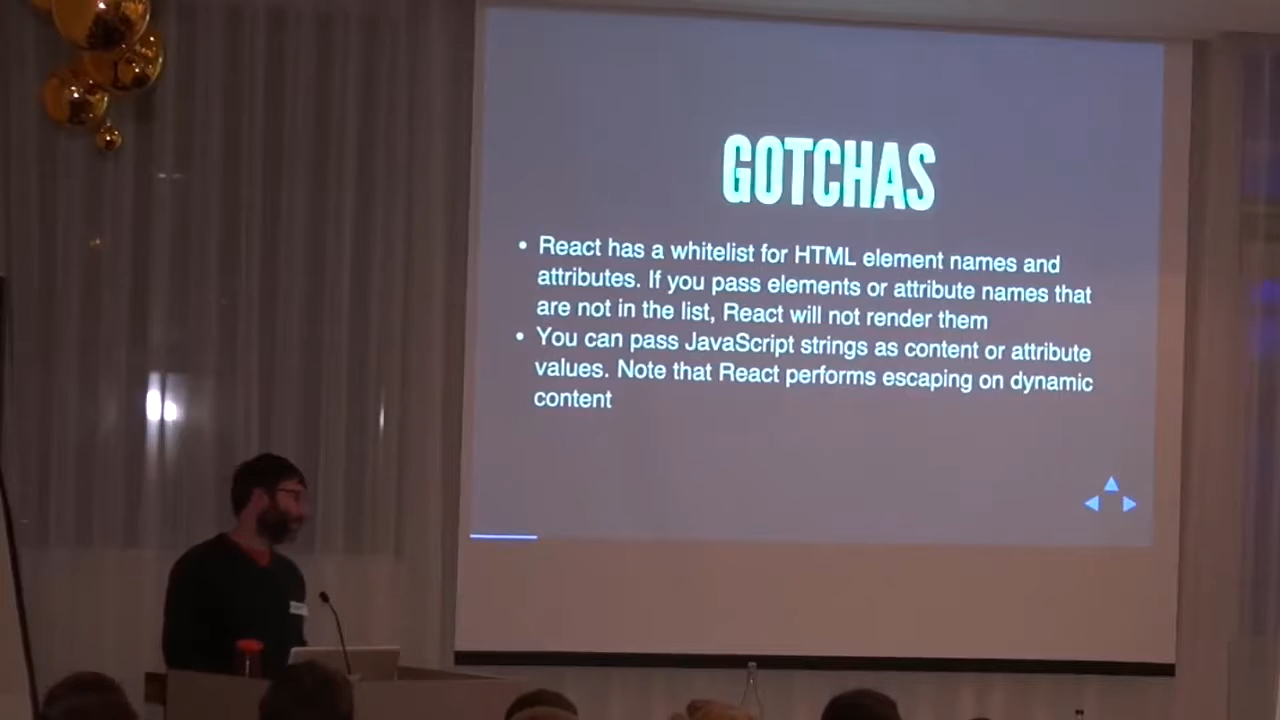 GOTCHAS
• React has a whitelist for HTML element names and
attributes. If you pass elements or attribute names that
are not in the list, React will not render them
• You can pass JavaScript strings as content or attribute
values. Note that React performs escaping on dynamic
content